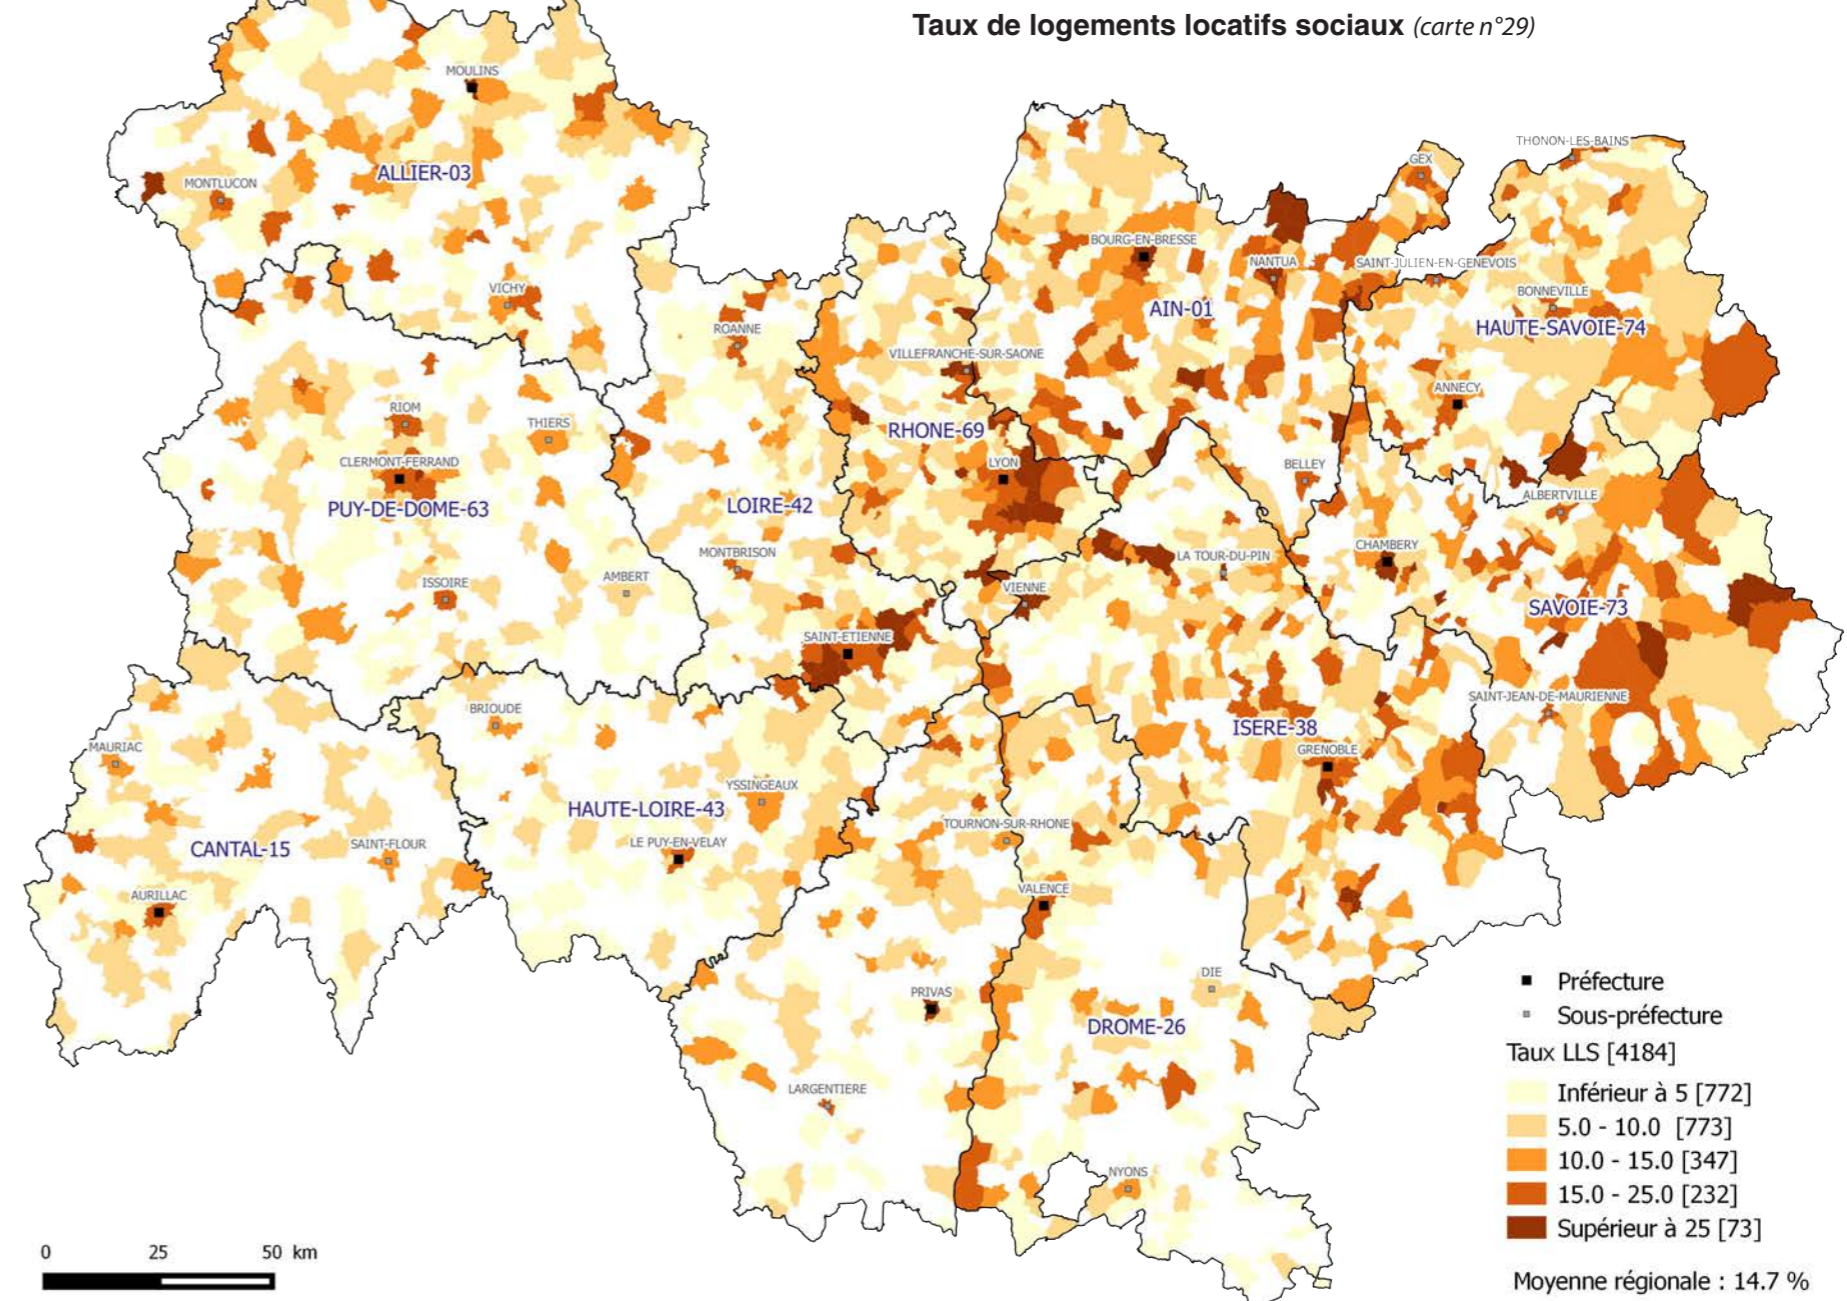 Taux de logements locatifs sociaux (carte n°29)
MOULINS
THONON-LES-BAINS
GEX
ALLIER-03
MONTLUCON
BOURG-EN-BRESSE
NANTUA
SAINT-JULIEN-EN-GENEVOIS
VICHY
BONNEVILLE
AIN-01
ROANNE
HAUTE-SAVOIE-74
VILLEFRANCHE-SUR-SAONE
ANNECY
RIOM
THIERS
RHONE-69
CLERMONT-FERRAND
LYON
BELLEY
PUY-DE-DOME-63
LOIRE-42
ALBERTVILLE
MONTBRISON
LA TOUR-DU-PIN
CHAMBERY
ISSOIRE
AMBERT
VIENNE
SAVOIE-73
SAINT-ETIENNE
SAINT-JEAN-DE-MAURIENNE
BRIOUDE
ISERE-38
MAURIAC
GRENOBLE
YSSINGEAUX
HAUTE-LOIRE-43
TOURNON-SUR-RHONE
CANTAL-15
SAINT-FLOUR
LE PUY-EN-VELAY
VALENCE
AURILLAC
DIE
PRIVAS
DROME-26
LARGENTIERE
NYONS
Préfecture
Sous-préfecture
Taux LLS [4184]
Inférieur à 5 [772]
5.0 - 10.0 [773]
10.0 - 15.0 [347]
15.0 - 25.0 [232]
Supérieur à 25 [73]
Moyenne régionale : 14.7 %
0 25 50 km